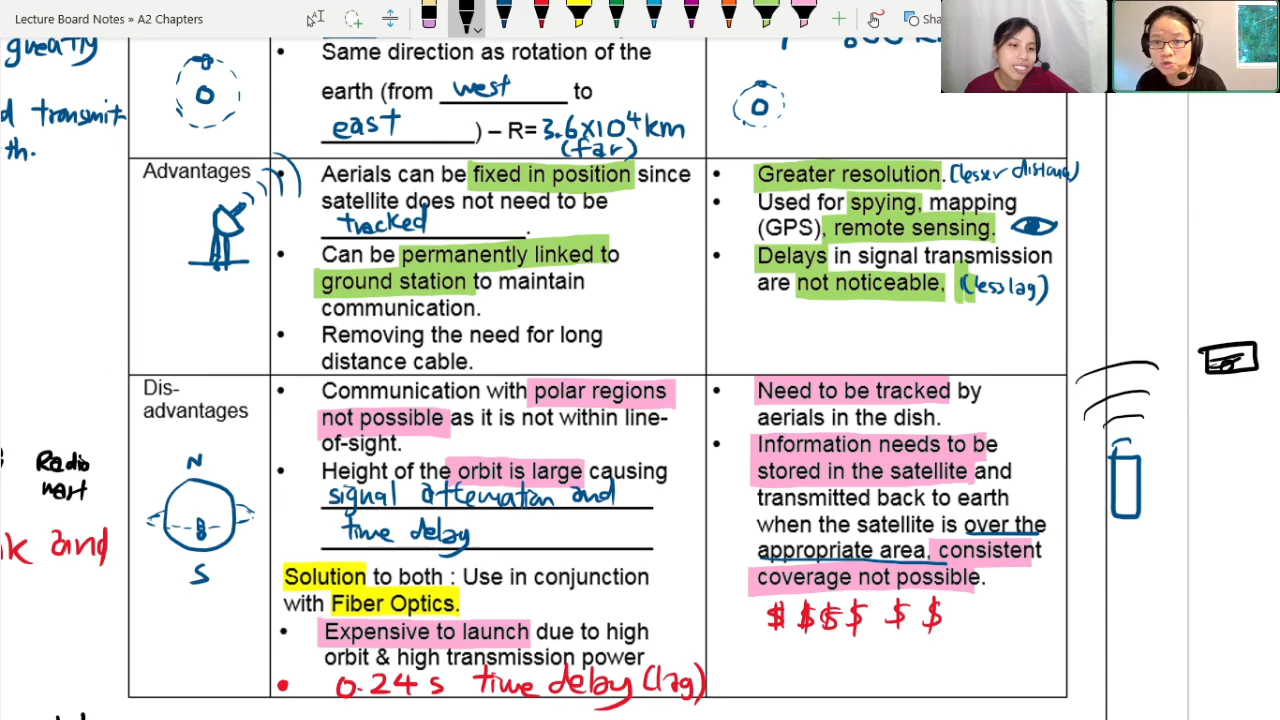 Lecture Board Notes » A2 Chapters
Sha
greatly
d transmit
th.
• Same direction as rotation of the
earth (from west to
east ) – R= 3.6×10⁴ km
(far)
Advantages
• Aerials can be fixed in position since
satellite does not need to be
tracked.
• Can be permanently linked to
ground station to maintain
communication.
• Removing the need for long
distance cable.
• Greater resolution. (lesser distance)
• Used for spying, mapping
(GPS), remote sensing.
• Delays in signal transmission
are not noticeable, (less lag)
Dis-
advantages
N
S
• Communication with polar regions
not possible as it is not within line-
of-sight.
• Height of the orbit is large causing
signal attenuation and
time delay
Solution to both : Use in conjunction
with Fiber Optics.
• Expensive to launch due to high
orbit & high transmission power
• 0.24 s time delay (lag)
• Need to be tracked by
aerials in the dish.
• Information needs to be
stored in the satellite and
transmitted back to earth
when the satellite is over the
appropriate area, consistent
coverage not possible.
$ $ $ $ $ $
Radio
and